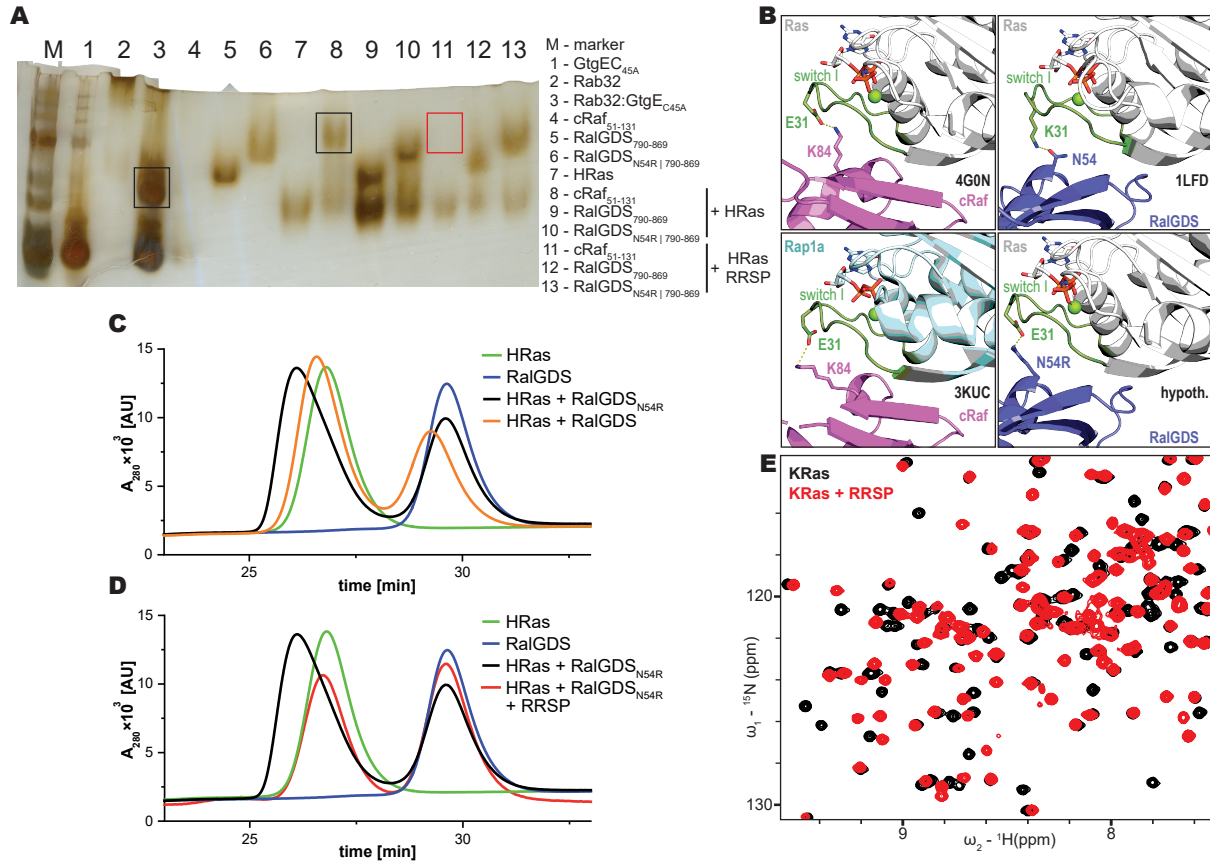 A
M 1 2 3 4 5 6 7 8 9 10 11 12 13
M - marker
1 - GtgEC45A
2 - Rab32
3 - Rab32:GtgEC45A
4 - cRaf51-131
5 - RalGDS790-869
6 - RalGDSN54R | 790-869
7 - HRas
8 - cRaf51-131
9 - RalGDS790-869
10 - RalGDSN54R | 790-869
+ HRas
11 - cRaf51-131
12 - RalGDS790-869
13 - RalGDSN54R | 790-869
+ HRas
RRSP
B
Ras
switch I
E31
K84
4G0N
cRaf
Ras
switch I
K31
N54
1LFD
RalGDS
Rap1a
switch I
E31
K84
3KUC
cRaf
Ras
switch I
E31
N54R
hypoth.
RalGDS
C
15
10
5
0
A280×10³ [AU]
HRas
RalGDS
HRas + RalGDSN54R
HRas + RalGDS
25 30
time [min]
D
15
10
5
0
A280×10³ [AU]
HRas
RalGDS
HRas + RalGDSN54R
HRas + RalGDSN54R
+ RRSP
25 30
time [min]
E
KRas
KRas + RRSP
120
130
ω1 - ¹⁵N (ppm)
9 8
ω2 - ¹H(ppm)